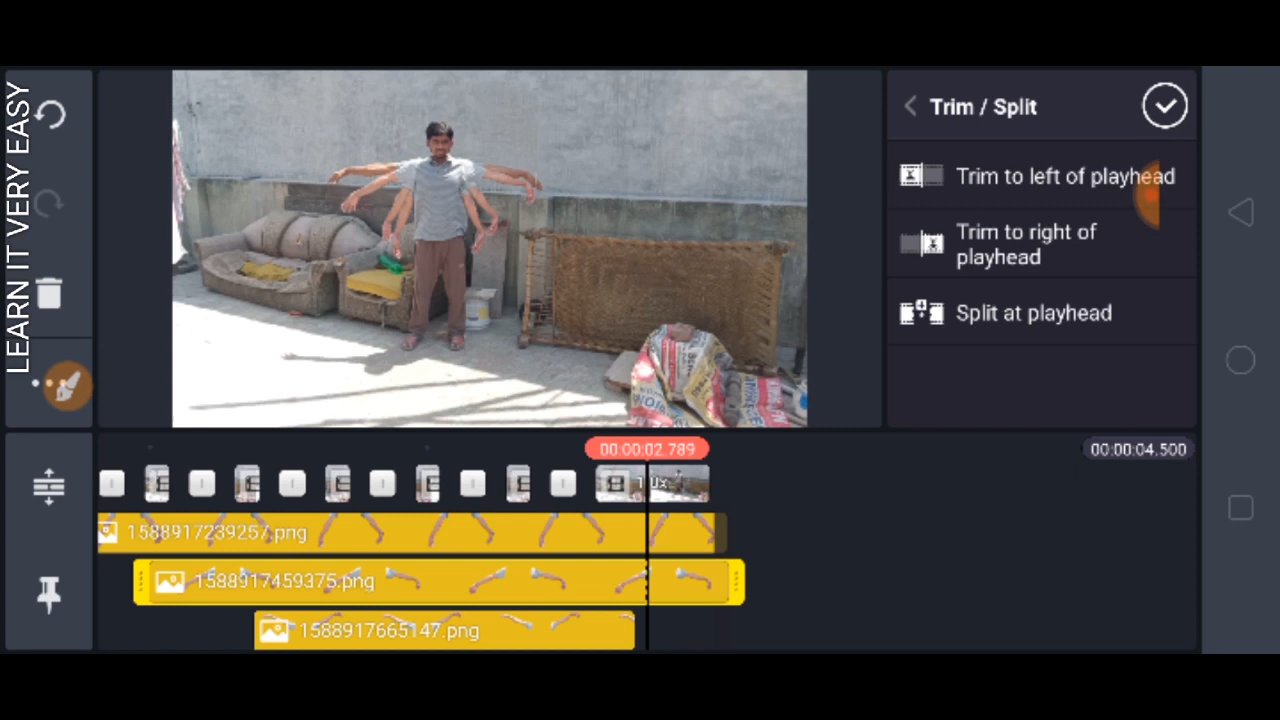 LEARN IT VERY EASY
Trim / Split
Trim to left of playhead
Trim to right of
playhead
Split at playhead
00:00:02.789
00:00:04.500
1588917239257.png
1588917459375.png
1588917665147.png